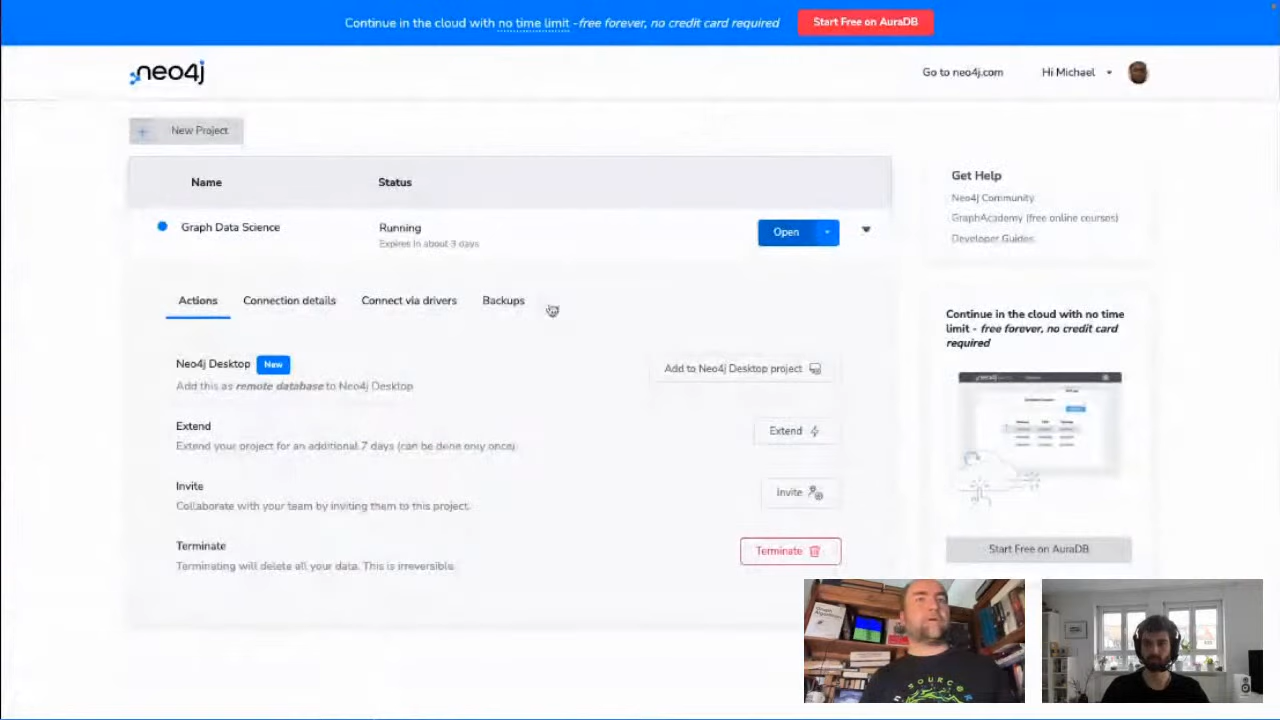 Continue in the cloud with no time limit -free forever, no credit card required
Start Free on AuraDB
neo4j
Go to neo4j.com
Hi Michael
+ New Project
Name
Status
Graph Data Science
Running
Expires in about 3 days
Open
Actions
Connection details
Connect via drivers
Backups
Neo4j Desktop
New
Add this as remote database to Neo4j Desktop
Add to Neo4j Desktop project
Extend
Extend your project for an additional 7 days (can be done only once)
Extend
Invite
Collaborate with your team by inviting them to this project.
Invite
Terminate
Terminating will delete all your data. This is irreversible.
Terminate
Get Help
Neo4j Community
GraphAcademy (free online courses)
Developer Guides
Continue in the cloud with no time
limit - free forever, no credit card
required
Start Free on AuraDB
Graph
Algorithms